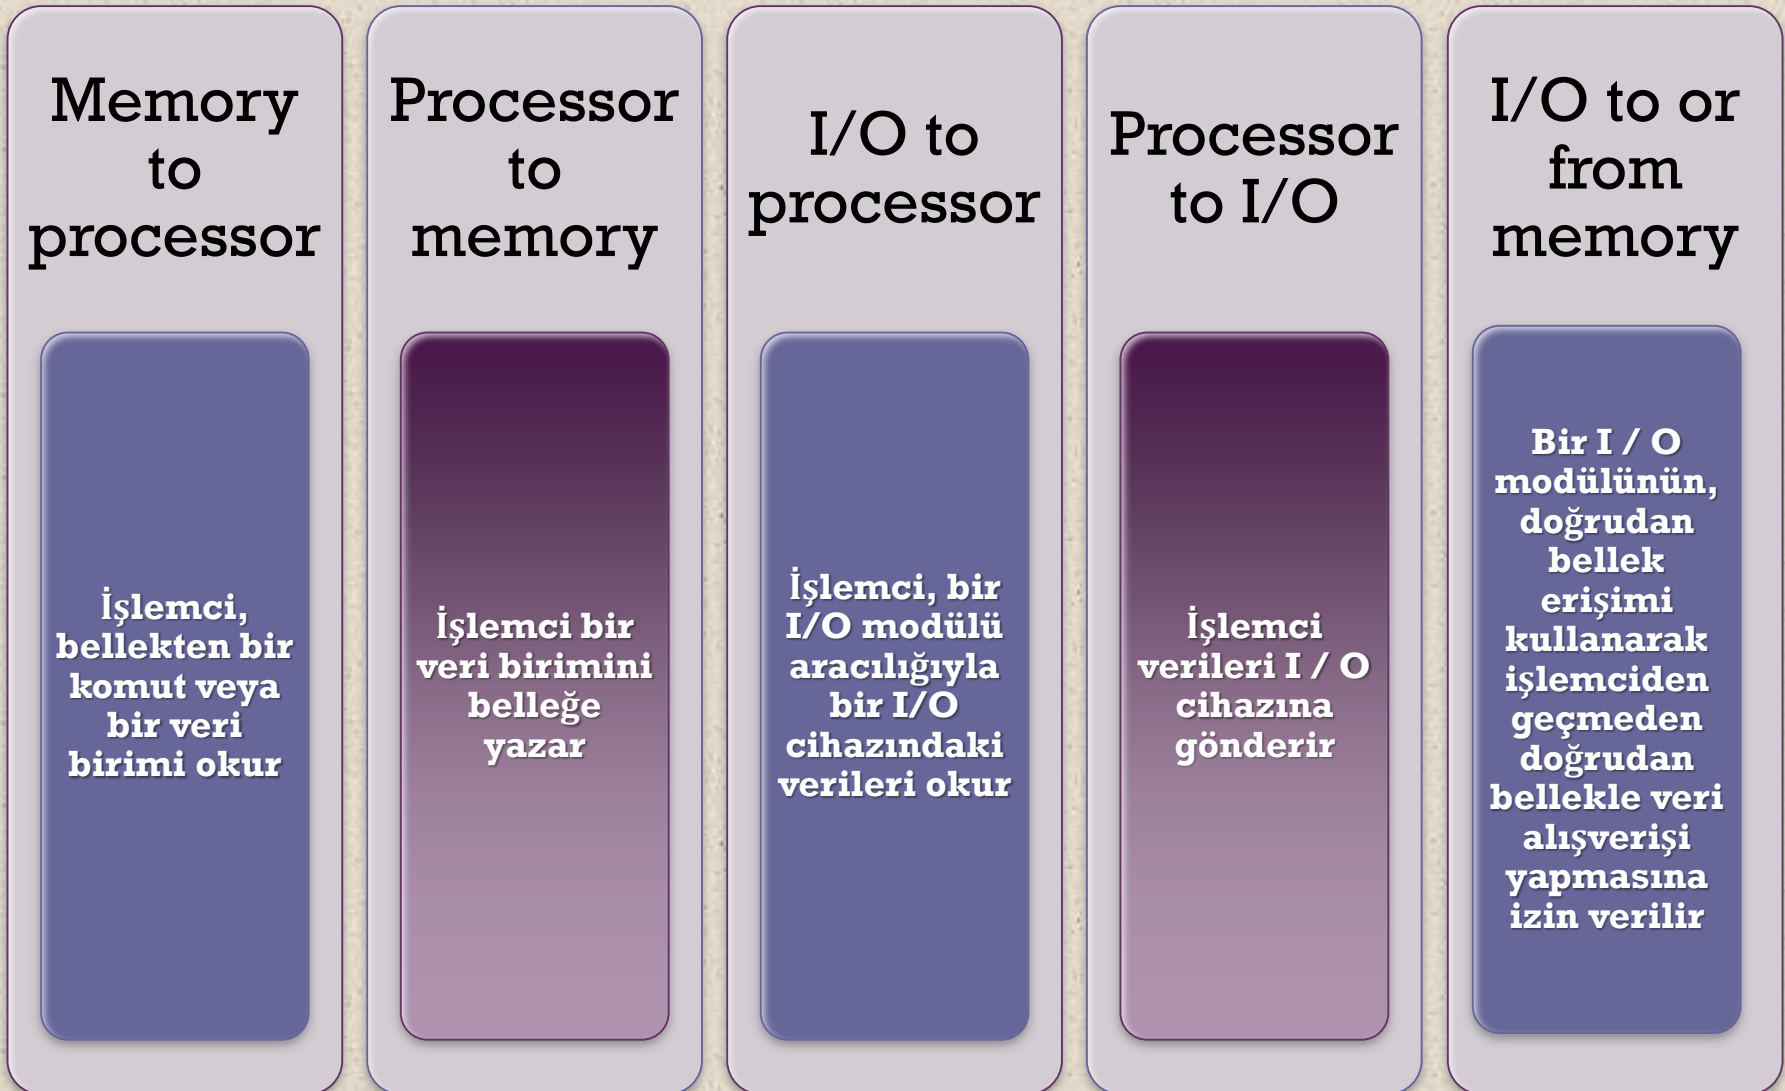 Memory
to
processor
İşlemci,
bellekten bir
komut veya
bir veri
birimi okur
Processor
to
memory
İşlemci bir
veri birimini
belleğe
yazar
I/O to
processor
İşlemci, bir
I/O modülü
aracılığıyla
bir I/O
cihazındaki
verileri okur
Processor
to I/O
İşlemci
verileri I / O
cihazına
gönderir
I/O to or
from
memory
Bir I / O
modülünün,
doğrudan
bellek
erişimi
kullanarak
işlemciden
geçmeden
doğrudan
bellekle veri
alışverişi
yapmasına
izin verilir